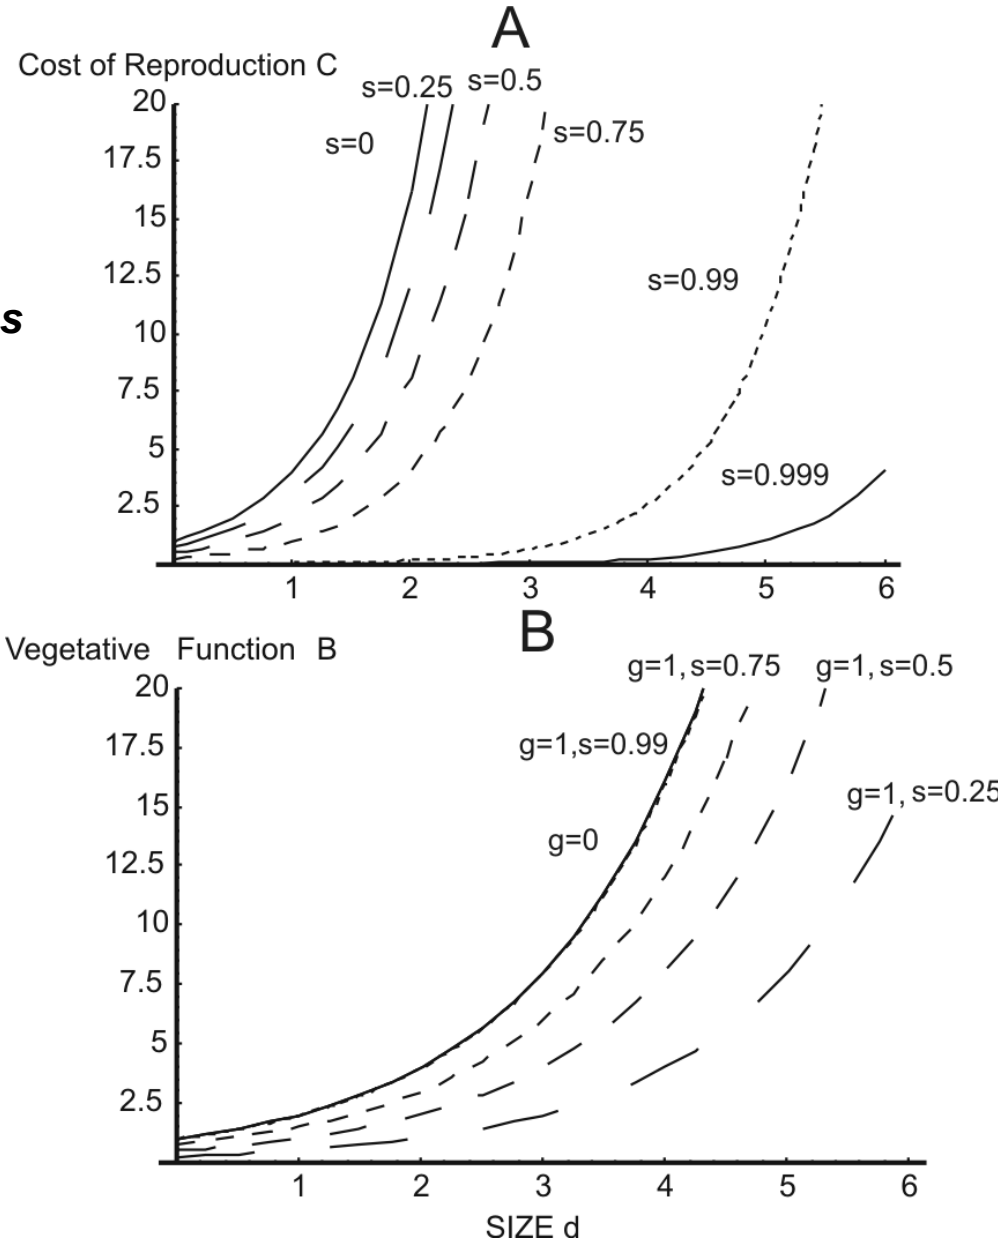 A
Cost of Reproduction C
s=0.25 s=0.5
20
s=0 s=0.75
17.5
15
12.5 s=0.99
s
10
7.5
5 s=0.999
2.5
1 2 3 4 5 6
B
Vegetative Function B
g=1, s=0.75 g=1, s=0.5
20
17.5 g=1,s=0.99
15 g=1, s=0.25
g=0
12.5
10
7.5
5
2.5
1 2 3 4 5 6
SIZE d